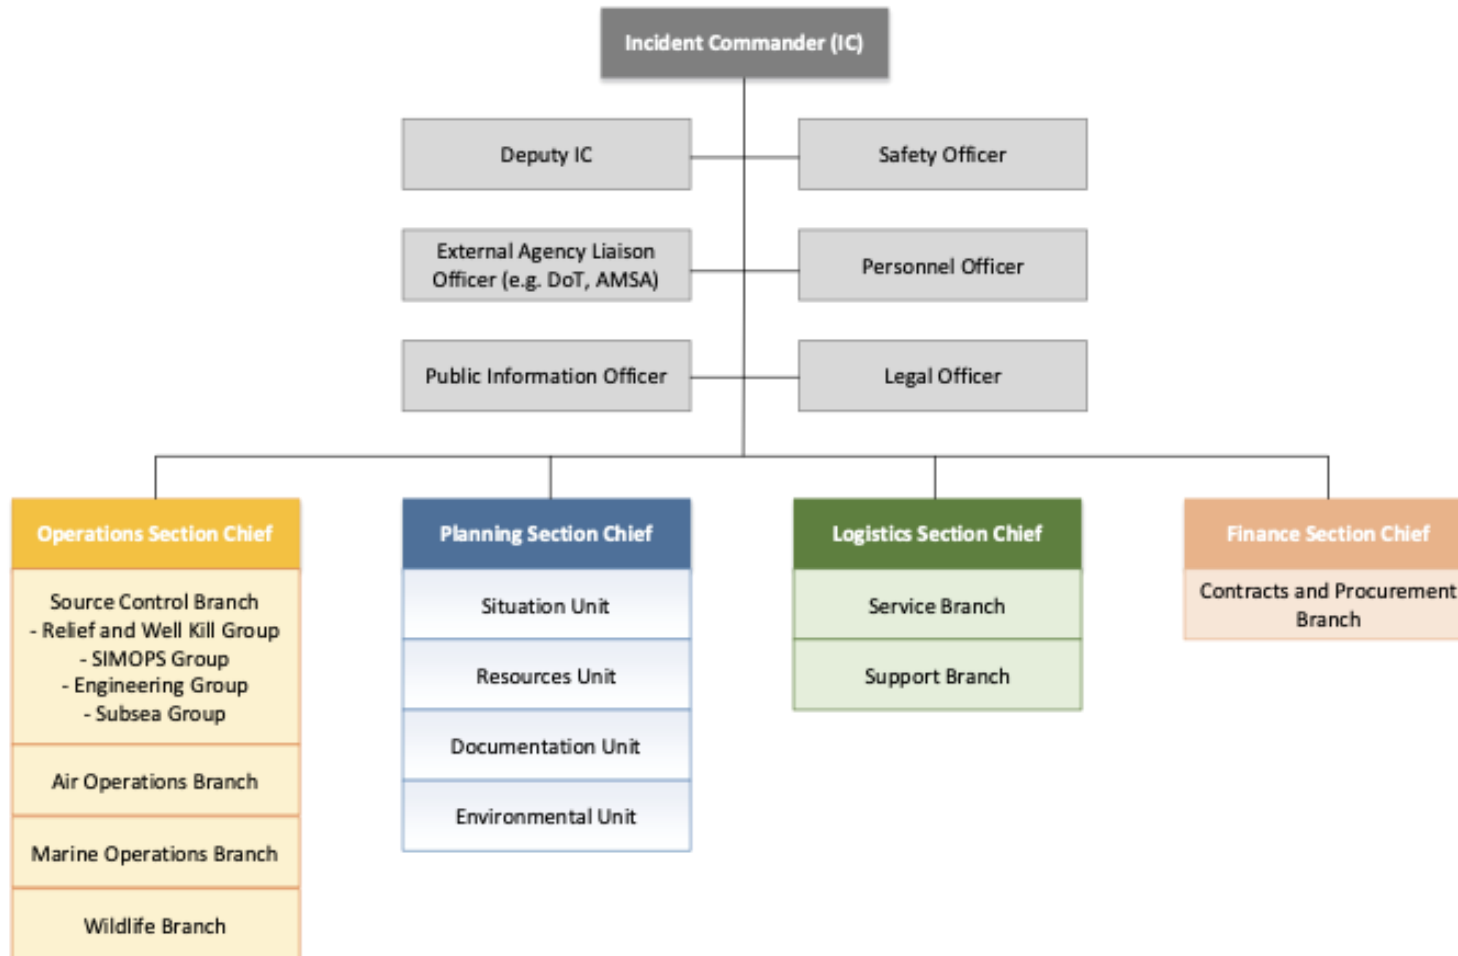 Incident Commander (IC)
Deputy IC
Safety Officer
External Agency Liaison
Officer (e.g. DoT, AMSA)
Personnel Officer
Public Information Officer
Legal Officer
Operations Section Chief
Source Control Branch
- Relief and Well Kill Group
- SIMOPS Group
- Engineering Group
- Subsea Group
Air Operations Branch
Marine Operations Branch
Wildlife Branch
Planning Section Chief
Situation Unit
Resources Unit
Documentation Unit
Environmental Unit
Logistics Section Chief
Service Branch
Support Branch
Finance Section Chief
Contracts and Procurement
Branch